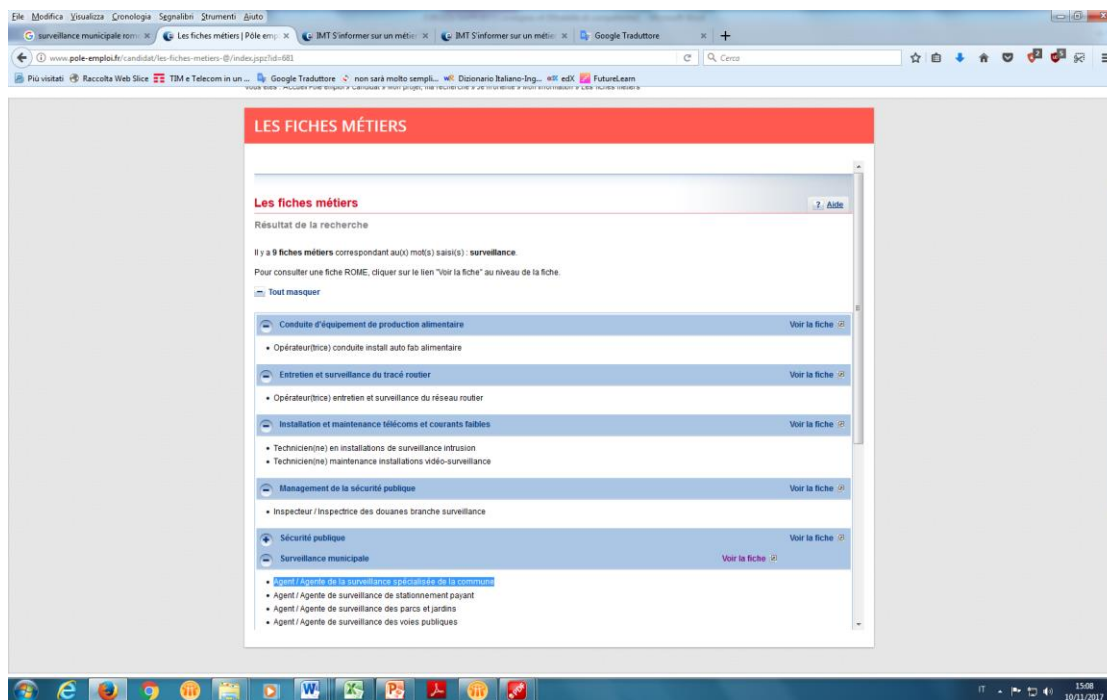 File Modifica Visualizza Cronologia Segnalibri Strumenti Aiuto
surveillance municipale rom
Les fiches métiers | Pôle emp
IMT S'informer sur un métier
IMT S'informer sur un métier
Google Traduttore
www.pole-emploi.fr/candidat/les-fiches-metiers-@/index.jspz?id=681
Cerca
Più visitati Raccolta Web Slice TIM e Telecom in un ... Google Traduttore non sarà molto sempli... Dizionario Italiano-Ing... edX FutureLearn
LES FICHES MÉTIERS
Les fiches métiers
? Aide
Résultat de la recherche
Il y a 9 fiches métiers correspondant au(x) mot(s) saisi(s) : surveillance.
Pour consulter une fiche ROME, cliquer sur le lien "Voir la fiche" au niveau de la fiche.
Tout masquer
Conduite d'équipement de production alimentaire Voir la fiche
• Opérateur(trice) conduite install auto fab alimentaire
Entretien et surveillance du tracé routier Voir la fiche
• Opérateur(trice) entretien et surveillance du réseau routier
Installation et maintenance télécoms et courants faibles Voir la fiche
• Technicien(ne) en installations de surveillance intrusion
• Technicien(ne) maintenance installations vidéo-surveillance
Management de la sécurité publique Voir la fiche
• Inspecteur / Inspectrice des douanes branche surveillance
Sécurité publique Voir la fiche
Surveillance municipale Voir la fiche
• Agent / Agente de la surveillance spécialisée de la commune
• Agent / Agente de surveillance de stationnement payant
• Agent / Agente de surveillance des parcs et jardins
• Agent / Agente de surveillance des voies publiques
IT
15:08
10/11/2017